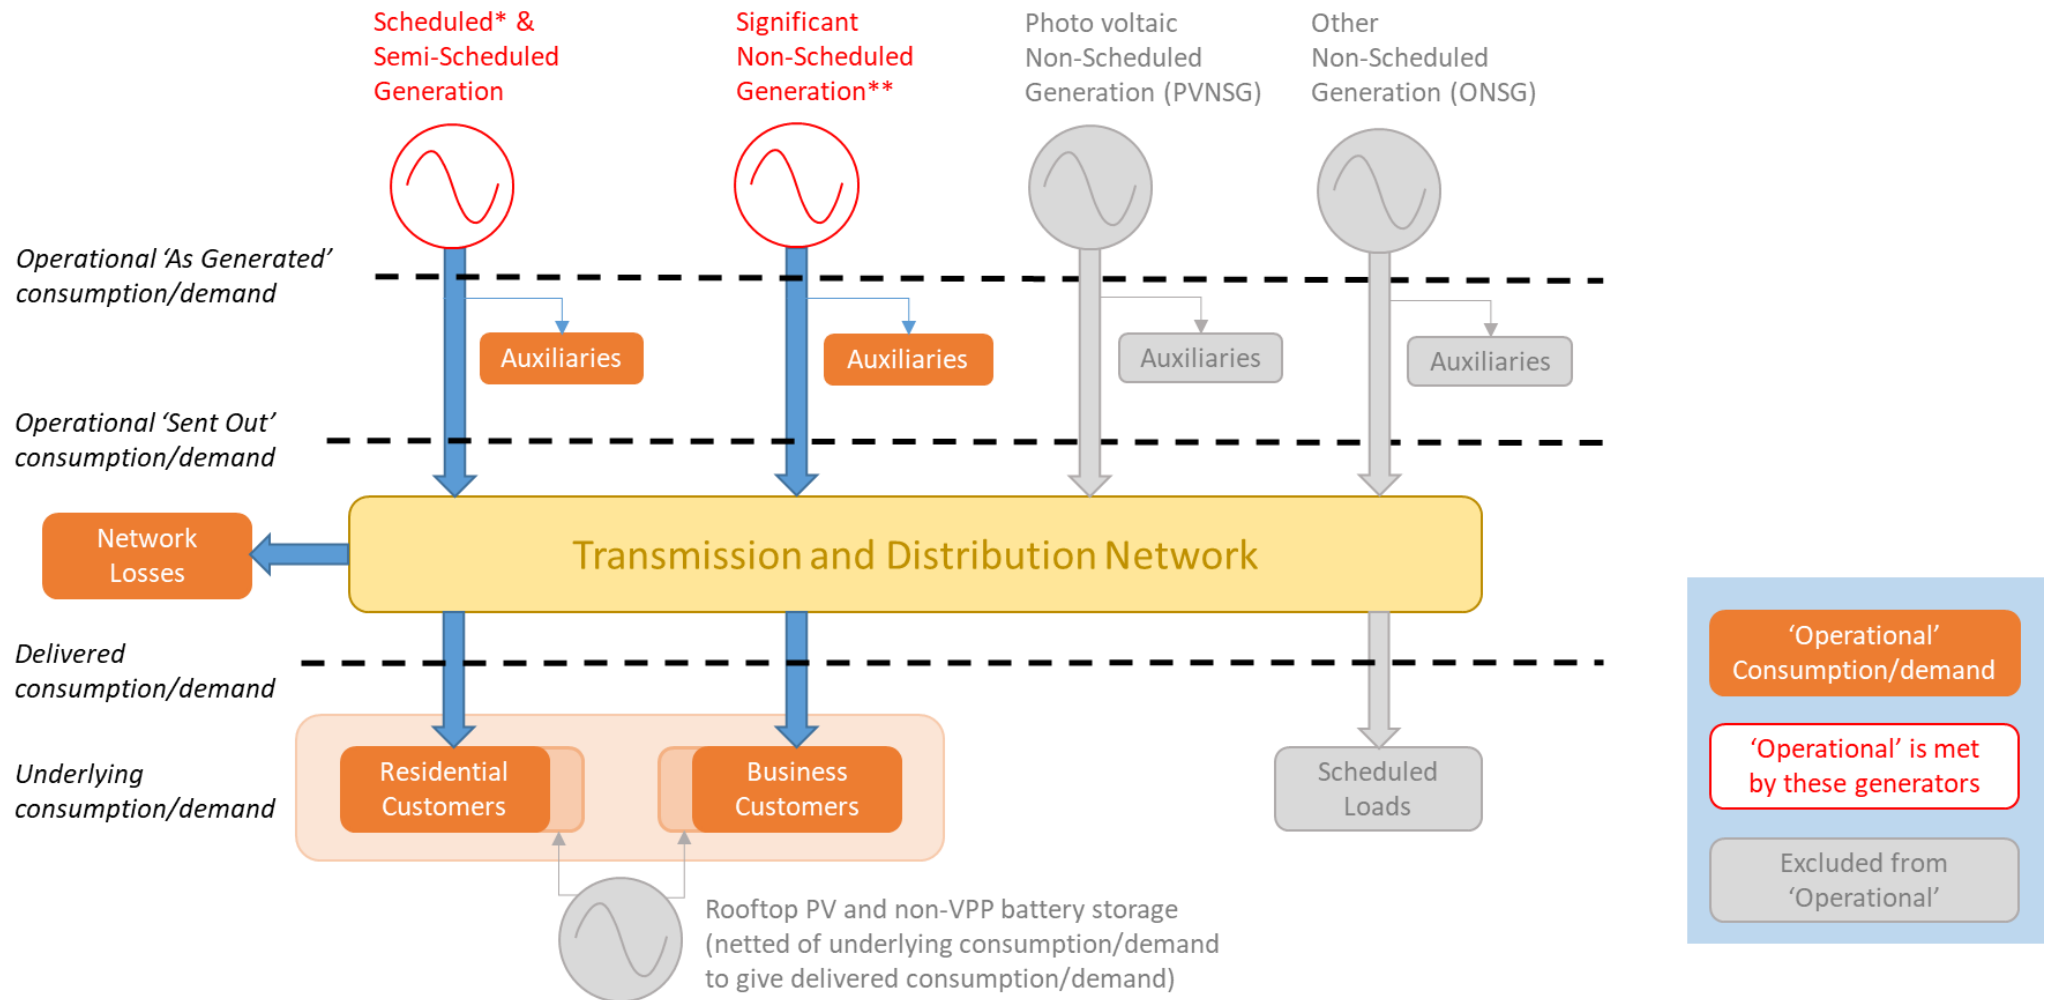 Scheduled* &
Semi-Scheduled
Generation
Significant
Non-Scheduled
Generation**
Photo voltaic
Non-Scheduled
Generation (PVNSG)
Other
Non-Scheduled
Generation (ONSG)
Operational ‘As Generated’
consumption/demand
Auxiliaries
Auxiliaries
Auxiliaries
Auxiliaries
Operational ‘Sent Out’
consumption/demand
Network
Losses
Transmission and Distribution Network
Delivered
consumption/demand
Underlying
consumption/demand
Residential
Customers
Business
Customers
Scheduled
Loads
Rooftop PV and non-VPP battery storage
(netted of underlying consumption/demand
to give delivered consumption/demand)
‘Operational’
Consumption/demand
‘Operational’ is met
by these generators
Excluded from
‘Operational’